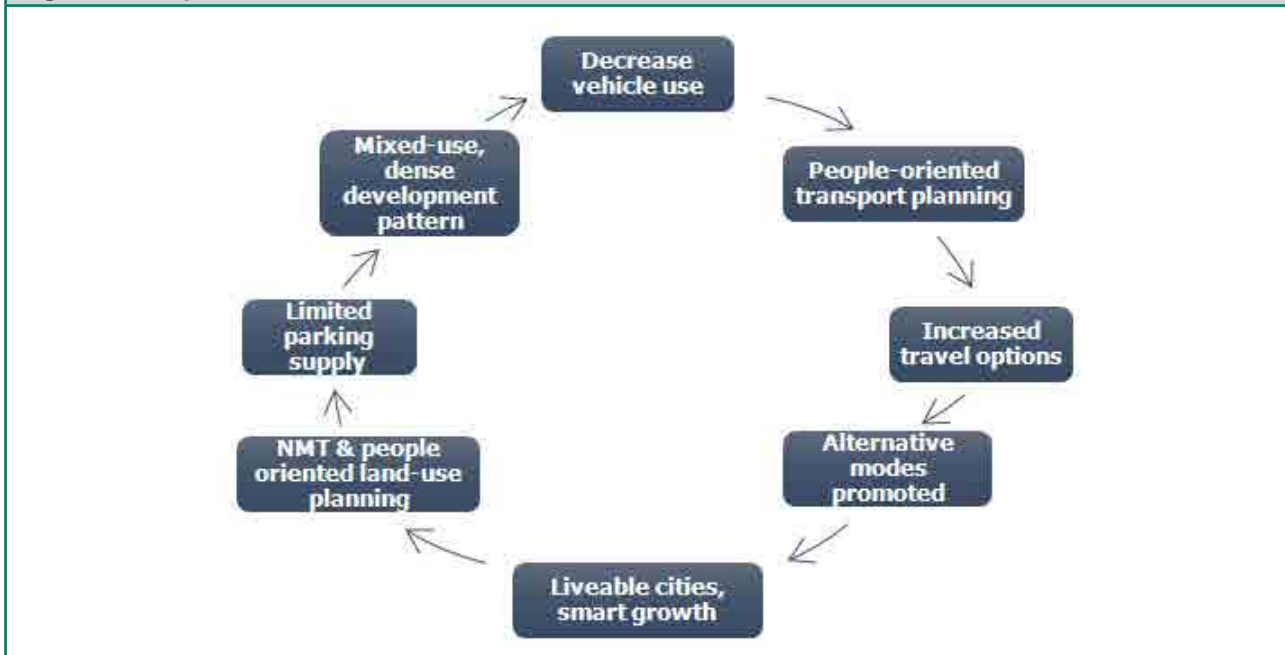 Decrease
vehicle use
People-oriented
transport planning
Increased
travel options
Alternative
modes
promoted
Liveable cities,
smart growth
NMT & people
oriented land-use
planning
Limited
parking
supply
Mixed-use,
dense
development
pattern